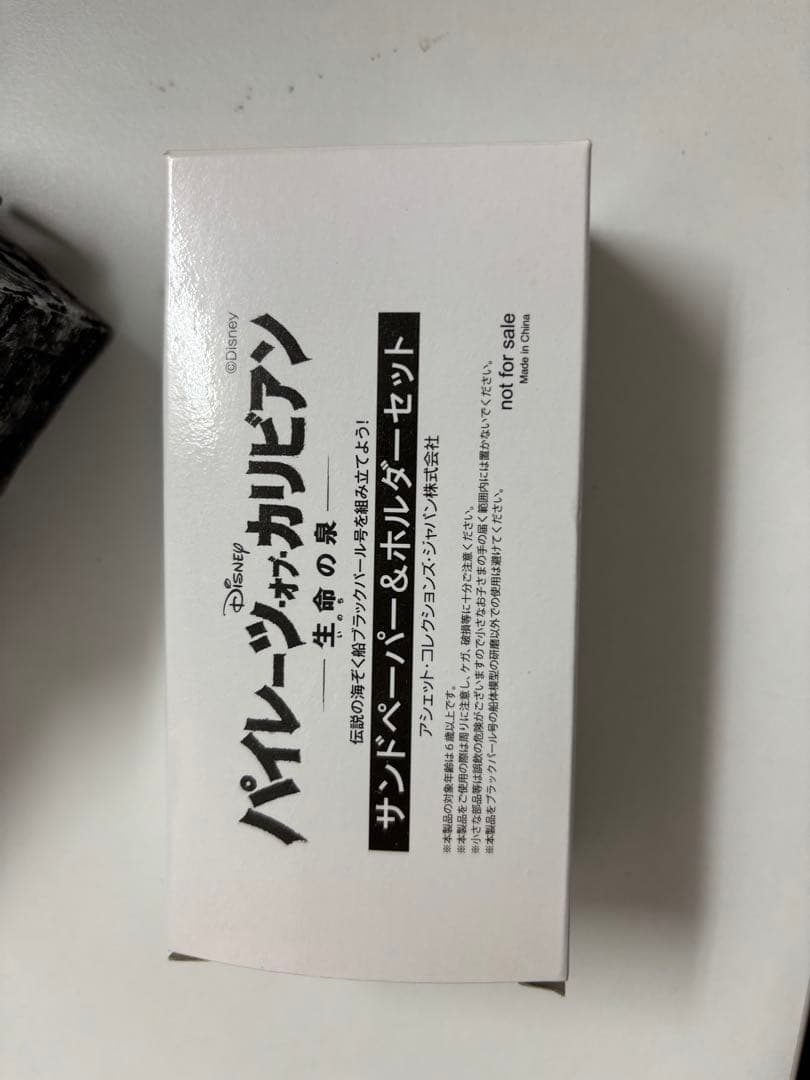 ©Disney
DISNEY
パイレーツ・オブ・カリビアン
生命の泉
いのち
伝説の海ぞく船ブラックパール号を組み立てよう!
サンドペーパー&ホルダーセット
アシェット・コレクションズ・ジャパン株式会社
※本製品の対象年齢は6歳以上です。
※本製品をご使用の際は周りに注意し、ケガ、破損等に十分ご注意ください。
※小さな部品等は誤飲の危険がございますので小さなお子さまの手の届く範囲内には置かないでください。
※本製品をブラックパール号の船体模型の研磨以外での使用は避けてください。
not for sale
Made in China